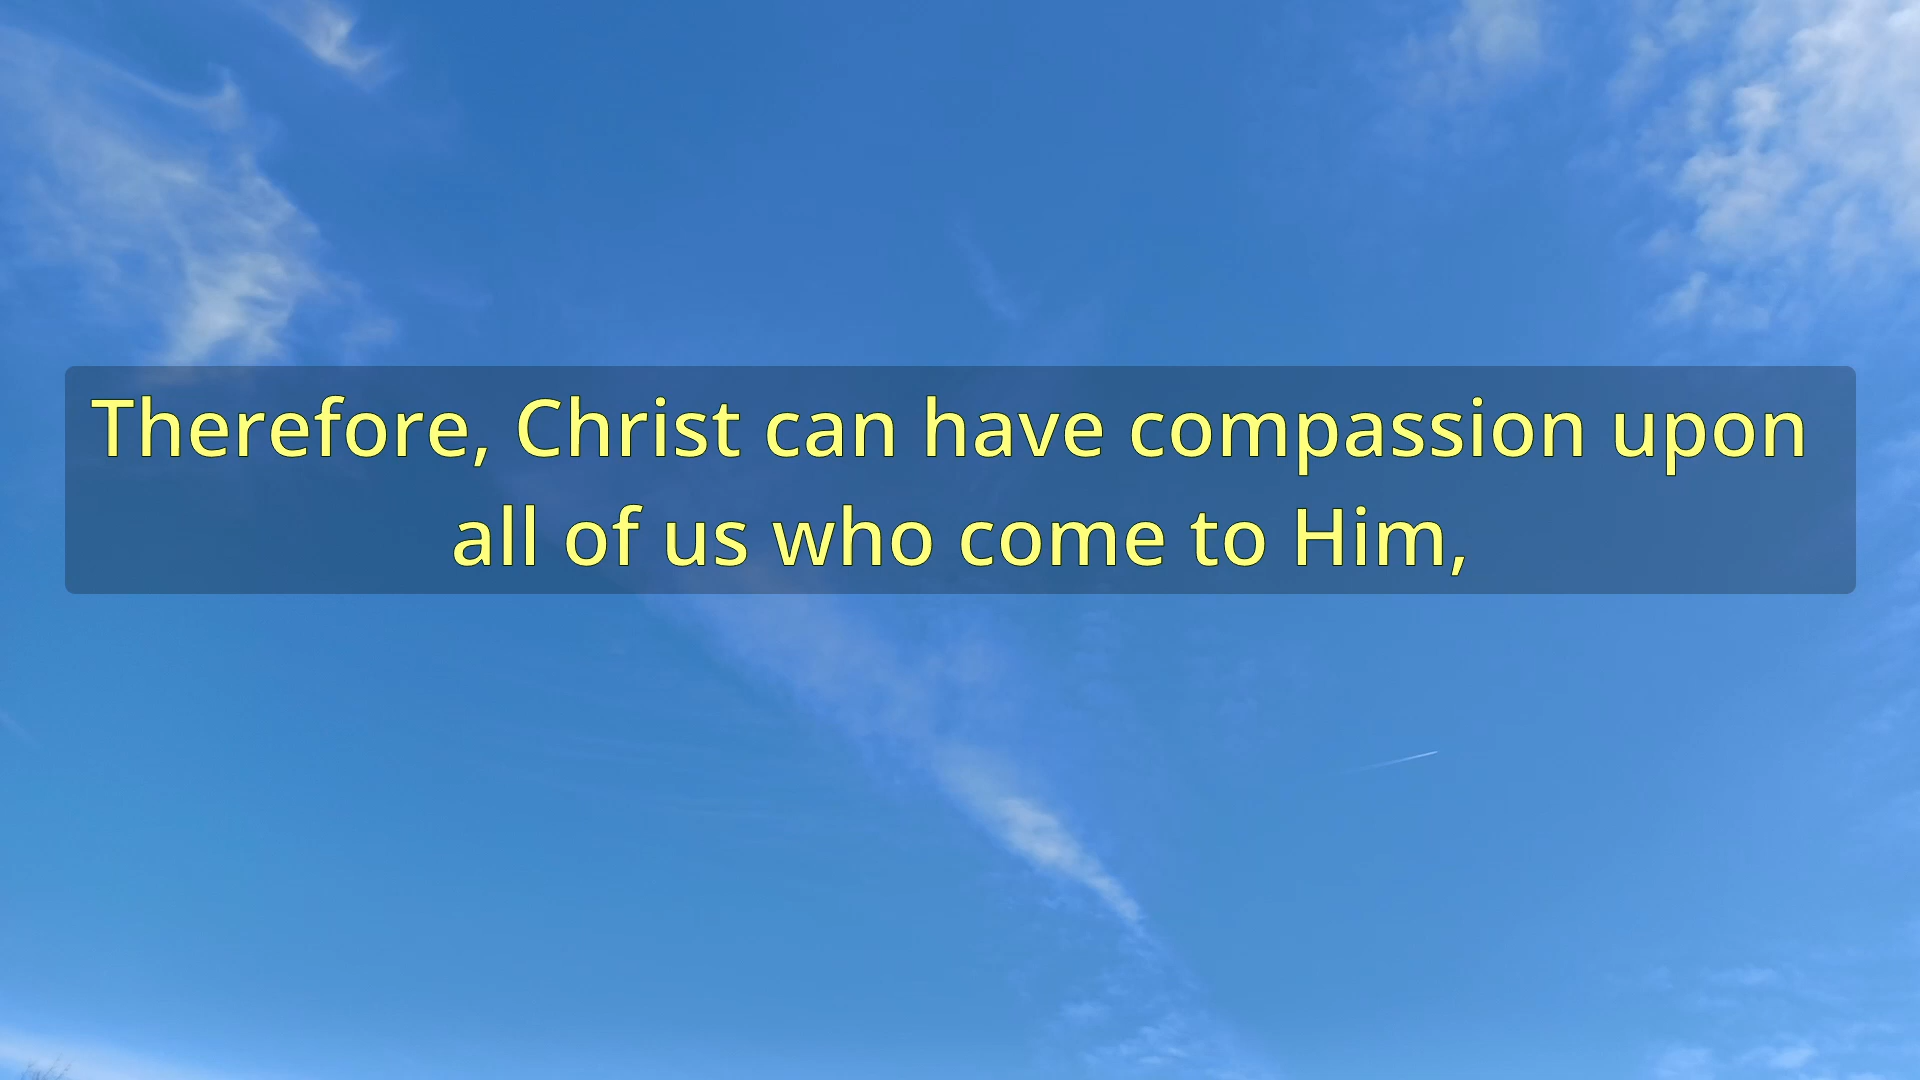 Therefore, Christ can have compassion upon
all of us who come to Him,